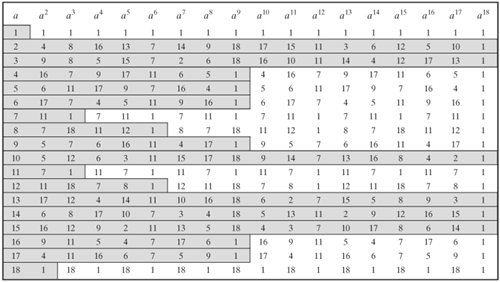 a a² a³ a⁴ a⁵ a⁶ a⁷ a⁸ a⁹ a¹⁰ a¹¹ a¹² a¹³ a¹⁴ a¹⁵ a¹⁶ a¹⁷ a¹⁸
1 1 1 1 1 1 1 1 1 1 1 1 1 1 1 1 1 1
2 4 8 16 13 7 14 9 18 17 15 11 3 6 12 5 10 1
3 9 8 5 15 7 2 6 18 16 10 11 14 4 12 17 13 1
4 16 7 9 17 11 6 5 1 4 16 7 9 17 11 6 5 1
5 6 11 17 9 7 16 4 1 5 6 11 17 9 7 16 4 1
6 17 7 4 5 11 9 16 1 6 17 7 4 5 11 9 16 1
7 11 1 7 11 1 7 11 1 7 11 1 7 11 1 7 11 1
8 7 18 11 12 1 8 7 18 11 12 1 8 7 18 11 12 1
9 5 7 6 16 11 4 17 1 9 5 7 6 16 11 4 17 1
10 5 12 6 3 11 15 17 18 9 14 7 13 16 8 4 2 1
11 7 1 11 7 1 11 7 1 11 7 1 11 7 1 11 7 1
12 11 18 7 8 1 12 11 18 7 8 1 12 11 18 7 8 1
13 17 12 4 14 11 10 16 18 6 2 7 15 5 8 9 3 1
14 6 8 17 10 7 3 4 18 5 13 11 2 9 12 16 15 1
15 16 12 9 2 11 13 5 18 4 3 7 10 17 8 6 14 1
16 9 11 5 4 7 17 6 1 16 9 11 5 4 7 17 6 1
17 4 11 16 6 7 5 9 1 17 4 11 16 6 7 5 9 1
18 1 18 1 18 1 18 1 18 1 18 1 18 1 18 1 18 1